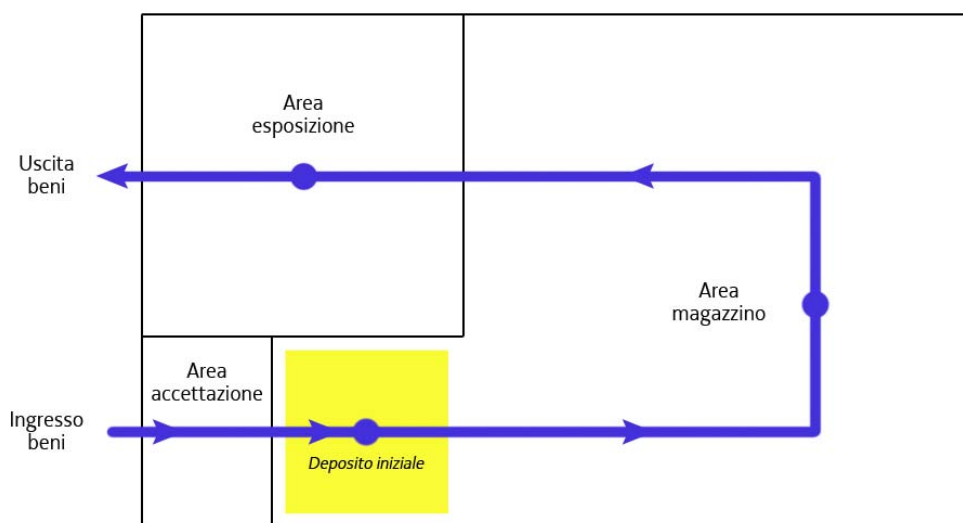 Area
esposizione
Uscita
beni
Area
magazzino
Area
accettazione
Ingresso
beni
Deposito iniziale